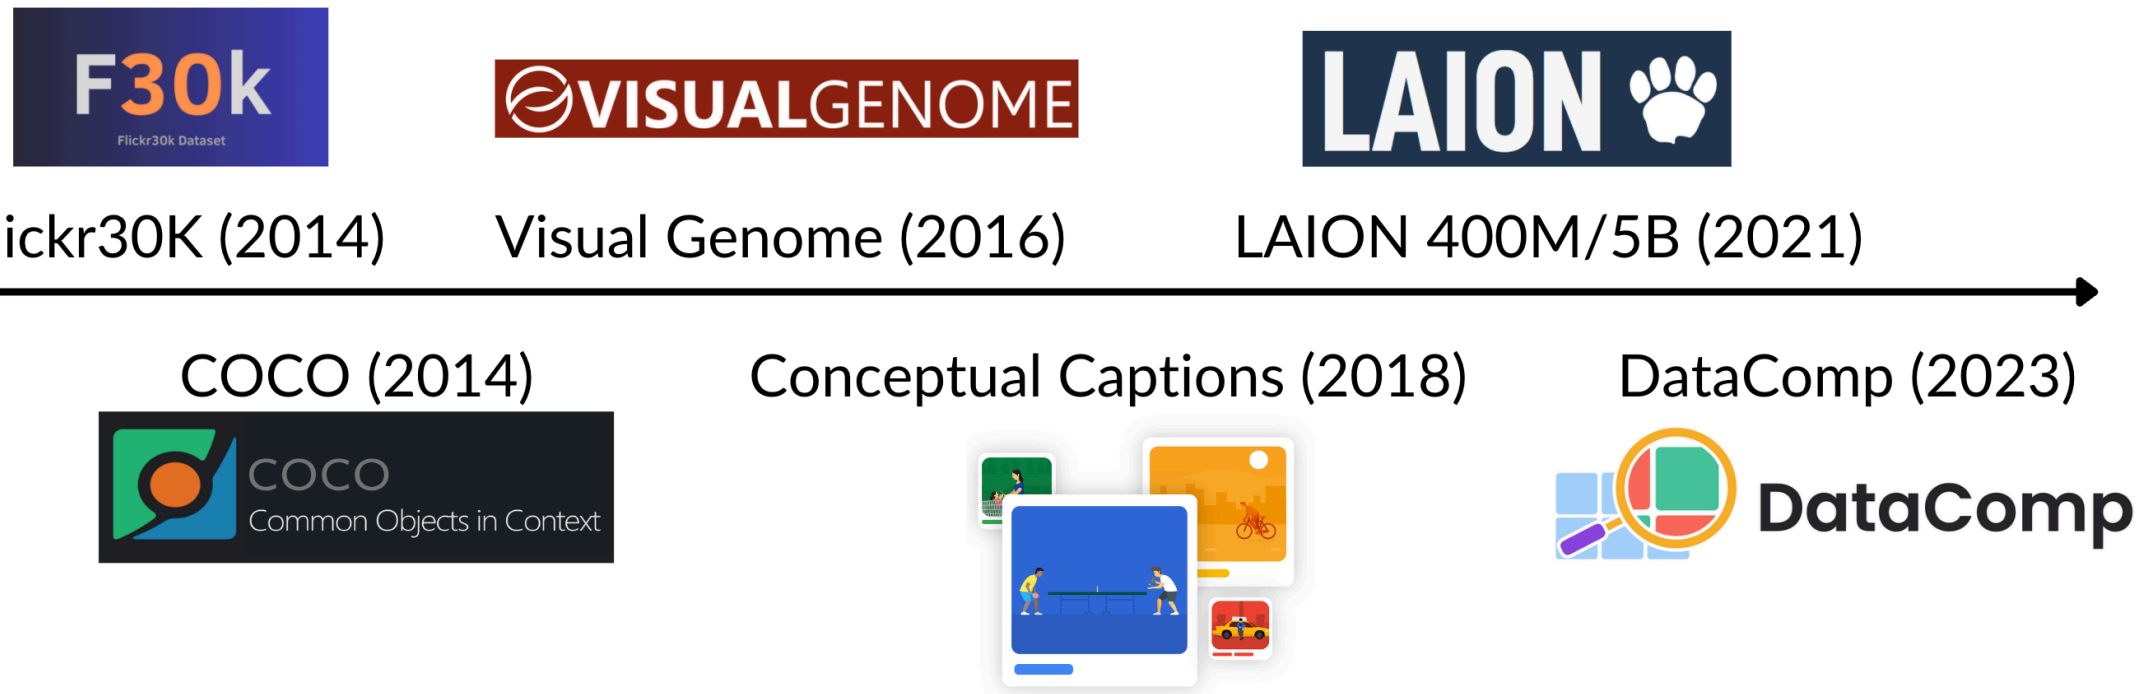 F30k
Flickr30k Dataset
VISUALGENOME
LAION
ickr30K (2014)
Visual Genome (2016)
LAION 400M/5B (2021)
COCO (2014)
Conceptual Captions (2018)
DataComp (2023)
COCO
Common Objects in Context
DataComp